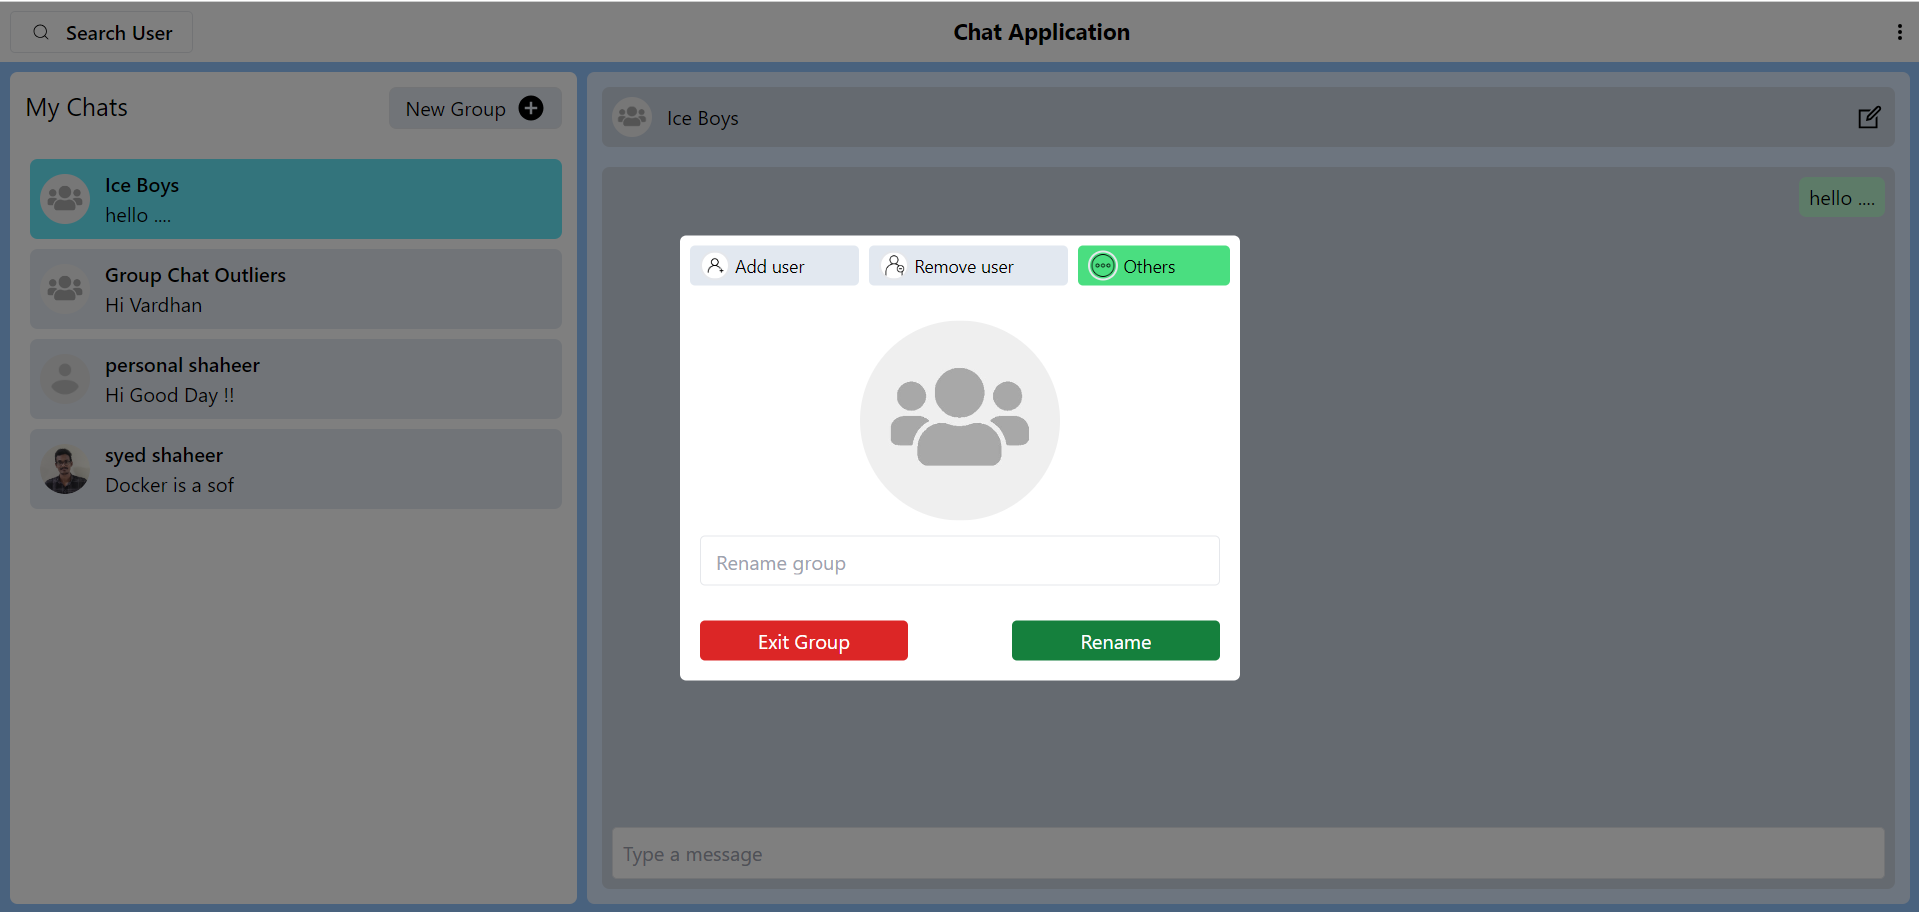 Search User
Chat Application
My Chats
New Group
Ice Boys
hello ....
Group Chat Outliers
Hi Vardhan
personal shaheer
Hi Good Day !!
syed shaheer
Docker is a sof
Ice Boys
hello ....
Add user
Remove user
Others
Rename group
Exit Group
Rename
Type a message